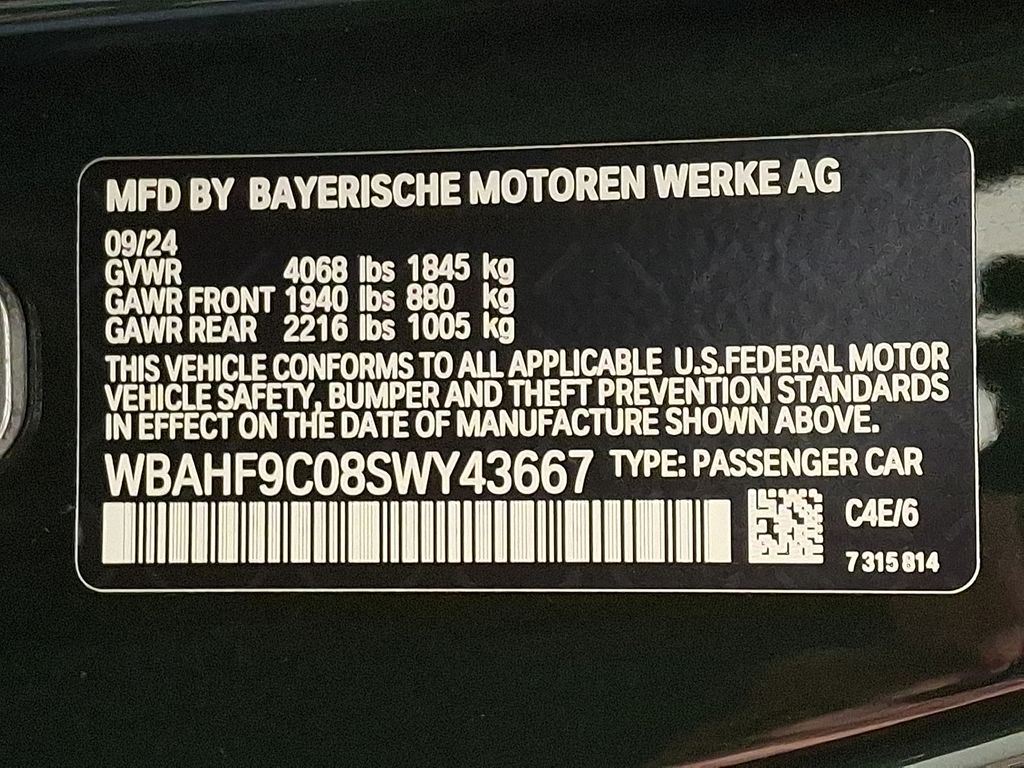 MFD BY BAYERISCHE MOTOREN WERKE AG
09/24
GVWR 4068 lbs 1845 kg
GAWR FRONT 1940 lbs 880 kg
GAWR REAR 2216 lbs 1005 kg
THIS VEHICLE CONFORMS TO ALL APPLICABLE U.S.FEDERAL MOTOR
VEHICLE SAFETY, BUMPER AND THEFT PREVENTION STANDARDS
IN EFFECT ON THE DATE OF MANUFACTURE SHOWN ABOVE.
WBAHF9C08SWY43667 TYPE: PASSENGER CAR
C4E/6
7 315 814